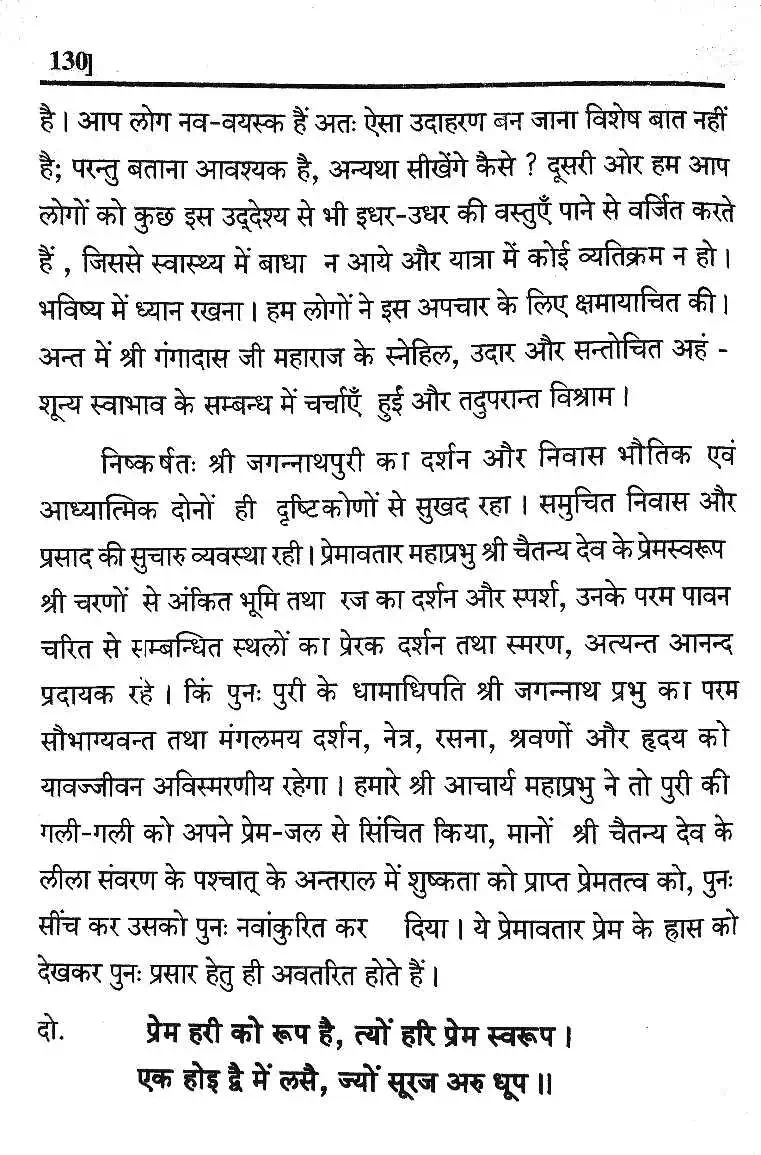 130]
है। आप लोग नव-वयस्क हैं अतः ऐसा उदाहरण बन जाना विशेष बात नहीं
है; परन्तु बताना आवश्यक है, अन्यथा सीखेंगे कैसे ? दूसरी ओर हम आप
लोगों को कुछ इस उद्देश्य से भी इधर-उधर की वस्तुएँ पाने से वर्जित करते
हैं , जिससे स्वास्थ्य में बाधा न आये और यात्रा में कोई व्यतिक्रम न हो।
भविष्य में ध्यान रखना। हम लोगों ने इस अपचार के लिए क्षमायाचित की।
अन्त में श्री गंगादास जी महाराज के स्नेहिल, उदार और सन्तोचित अहं -
शून्य स्वाभाव के सम्बन्ध में चर्चाएँ हुईं और तदुपरान्त विश्राम ।
निष्कर्षतः श्री जगन्नाथपुरी का दर्शन और निवास भौतिक एवं
आध्यात्मिक दोनों ही दृष्टिकोणों से सुखद रहा । समुचित निवास और
प्रसाद की सुचारु व्यवस्था रही। प्रेमावतार महाप्रभु श्री चैतन्य देव के प्रेमस्वरूप
श्री चरणों से अंकित भूमि तथा रज का दर्शन और स्पर्श, उनके परम पावन
चरित से सम्बन्धित स्थलों का प्रेरक दर्शन तथा स्मरण, अत्यन्त आनन्द
प्रदायक रहे । किं पुनः पुरी के धामाधिपति श्री जगन्नाथ प्रभु का परम
सौभाग्यवन्त तथा मंगलमय दर्शन, नेत्र, रसना, श्रवणों और हृदय को
यावज्जीवन अविस्मरणीय रहेगा । हमारे श्री आचार्य महाप्रभु ने तो पुरी की
गली-गली को अपने प्रेम-जल से सिंचित किया, मानों श्री चैतन्य देव के
लीला संवरण के पश्चात् के अन्तराल में शुष्कता को प्राप्त प्रेमतत्व को, पुनः
सींच कर उसको पुनः नवांकुरित कर दिया । ये प्रेमावतार प्रेम के ह्रास को
देखकर पुनः प्रसार हेतु ही अवतरित होते हैं।
दो. प्रेम हरी को रूप है, त्यों हरि प्रेम स्वरूप ।
एक होइ द्वै में लसै, ज्यों सूरज अरु धूप ॥